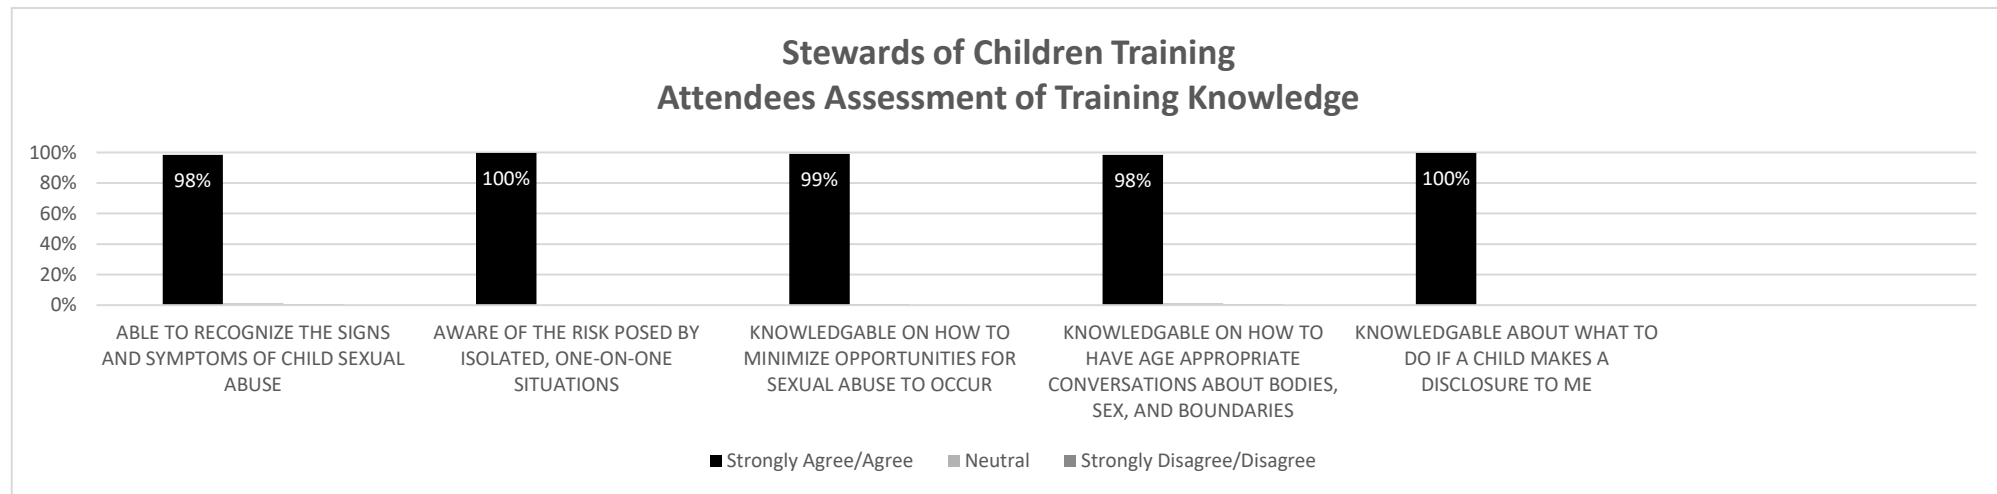 Stewards of Children Training
Attendees Assessment of Training Knowledge
100%
80%
60%
40%
20%
0%
98%
100%
99%
98%
100%
ABLE TO RECOGNIZE THE SIGNS
AND SYMPTOMS OF CHILD SEXUAL
ABUSE
AWARE OF THE RISK POSED BY
ISOLATED, ONE-ON-ONE
SITUATIONS
KNOWLEDGABLE ON HOW TO
MINIMIZE OPPORTUNITIES FOR
SEXUAL ABUSE TO OCCUR
KNOWLEDGABLE ON HOW TO
HAVE AGE APPROPRIATE
CONVERSATIONS ABOUT BODIES,
SEX, AND BOUNDARIES
KNOWLEDGABLE ABOUT WHAT TO
DO IF A CHILD MAKES A
DISCLOSURE TO ME
Strongly Agree/Agree
Neutral
Strongly Disagree/Disagree